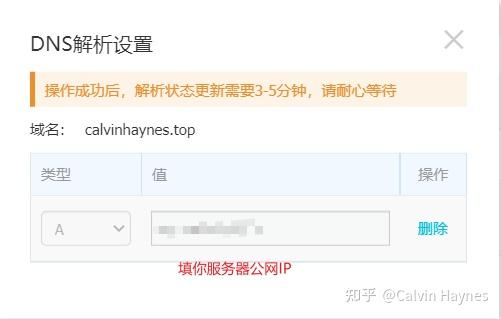 DNS解析设置
操作成功后，解析状态更新需要3-5分钟，请耐心等待
域名： calvinhaynes.top
类型 值 操作
A 删除
填你服务器公网IP
知乎 @Calvin Haynes